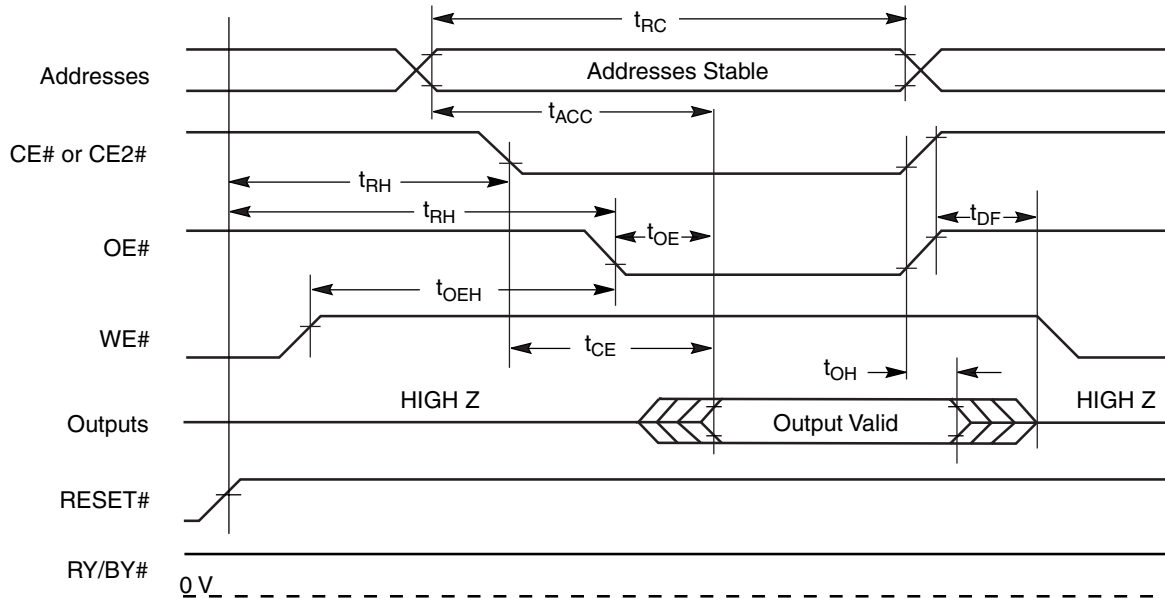 tRC
Addresses
Addresses Stable
tACC
CE# or CE2#
tRH
tRH
tDF
OE#
tOE
tOEH
WE#
tCE
tOH
HIGH Z
HIGH Z
Outputs
Output Valid
RESET#
RY/BY#
0 V